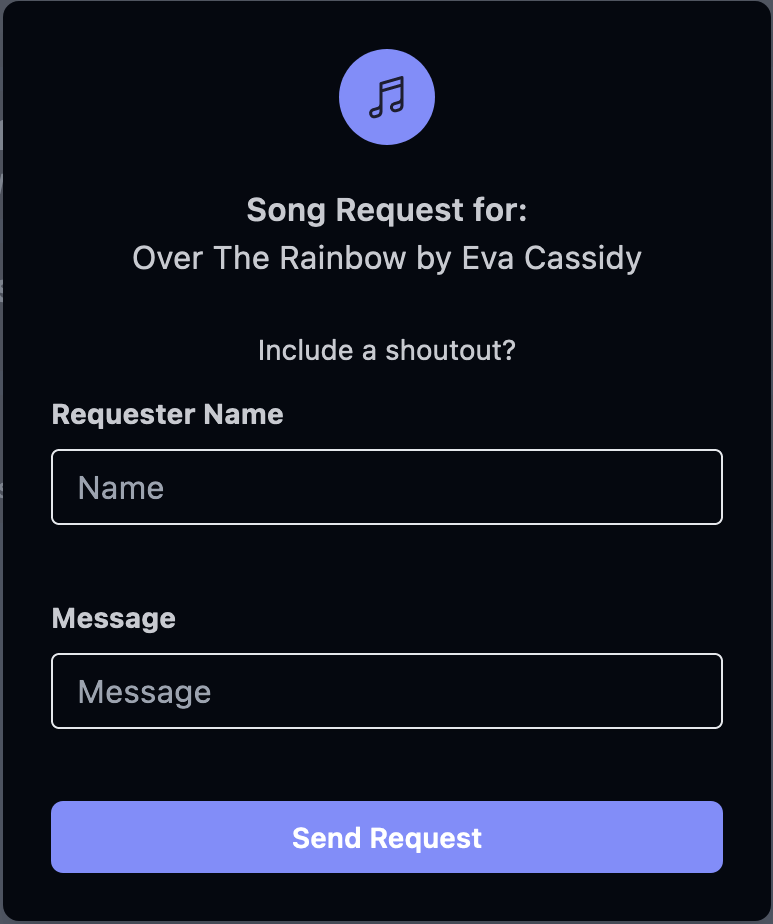 Song Request for:
Over The Rainbow by Eva Cassidy
Include a shoutout?
Requester Name
Name
Message
Message
Send Request